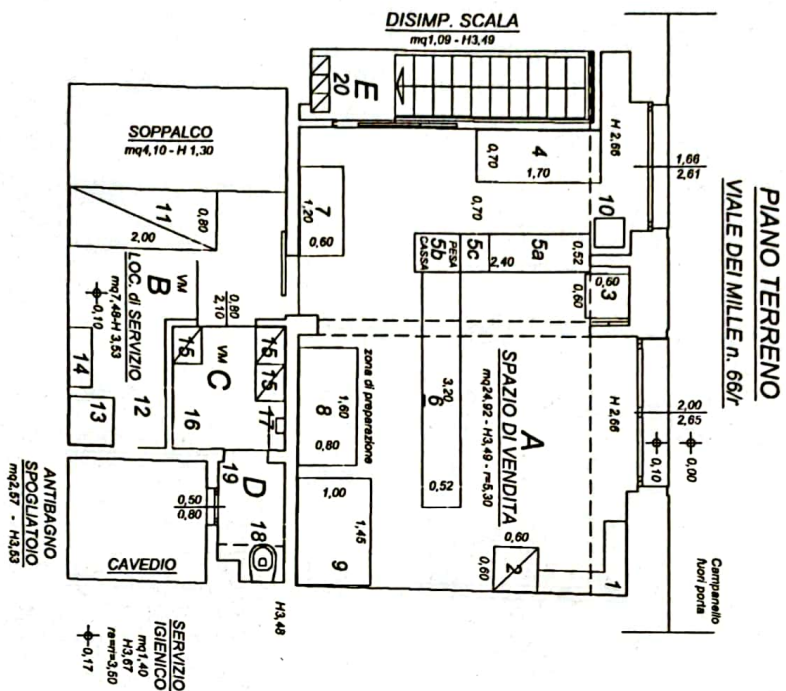 PIANO TERRENO
VIALE DEI MILLE n. 66/r
DISIMP. SCALA
mq1,09 - H3,49
E
20
H 2,66
1,66
2,61
10
4
0,70
1,70
SOPPALCO
mq4,10 - H 1,30
7
1,20
0,60
0,70
11
0,80
2,00
5a
5c
5b
PESA
CASSA
2,40
0,52
3
0,60
0,60
B
VM
LOC. di SERVIZIO
mq7,48-H 3,53
-0,10
0,80
2,10
14
13
12
C
VM
15
15
15
16
17
zona di preparazione
8
1,60
0,80
6
3,20
0,52
A
SPAZIO DI VENDITA
mq24,92 - H3,49 - r=5,30
H 2,66
2,00
2,65
0,00
0,10
D
19
18
0,50
0,80
9
1,00
1,45
2
0,60
0,60
1
Campanello
fuori porta
CAVEDIO
ANTIBAGNO
SPOGLIATOIO
mq2,57 - H3,53
H3,48
SERVIZIO
IGIENICO
mq1,40
H3,67
ra=ri=3,50
-0,17